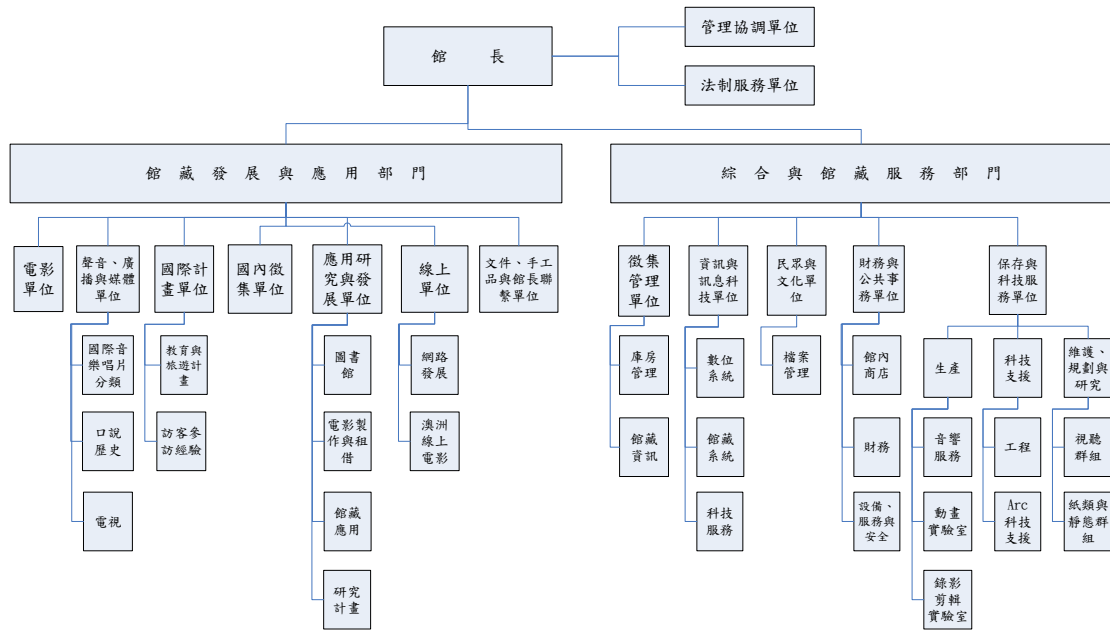 館長
管理協調單位
法制服務單位
館藏發展與應用部門
綜合與館藏服務部門
電影
單位
聲音、廣
播與媒體
單位
國際計
畫單位
國內徵
集單位
應用研
究與發
展單位
線上
單位
文件、手工
品與館長聯
繫單位
徵集
管理
單位
資訊與
訊息科
技單位
民眾與
文化單
位
財務與
公共事
務單位
保存與
科技服
務單位
國際音
樂唱片
分類
口說
歷史
電視
教育與
旅遊計
畫
訪客參
訪經驗
圖書
館
電影製
作與租
借
館藏
應用
研究
計畫
網路
發展
澳洲
線上
電影
庫房
管理
館藏
資訊
數位
系統
館藏
系統
科技
服務
檔案
管理
館內
商店
財務
設備、
服務與
安全
生產
音響
服務
動畫
實驗室
錄影
剪輯
實驗室
科技
支援
工程
Arc
科技
支援
維護、
規劃與
研究
視聽
群組
紙類與
靜態群
組